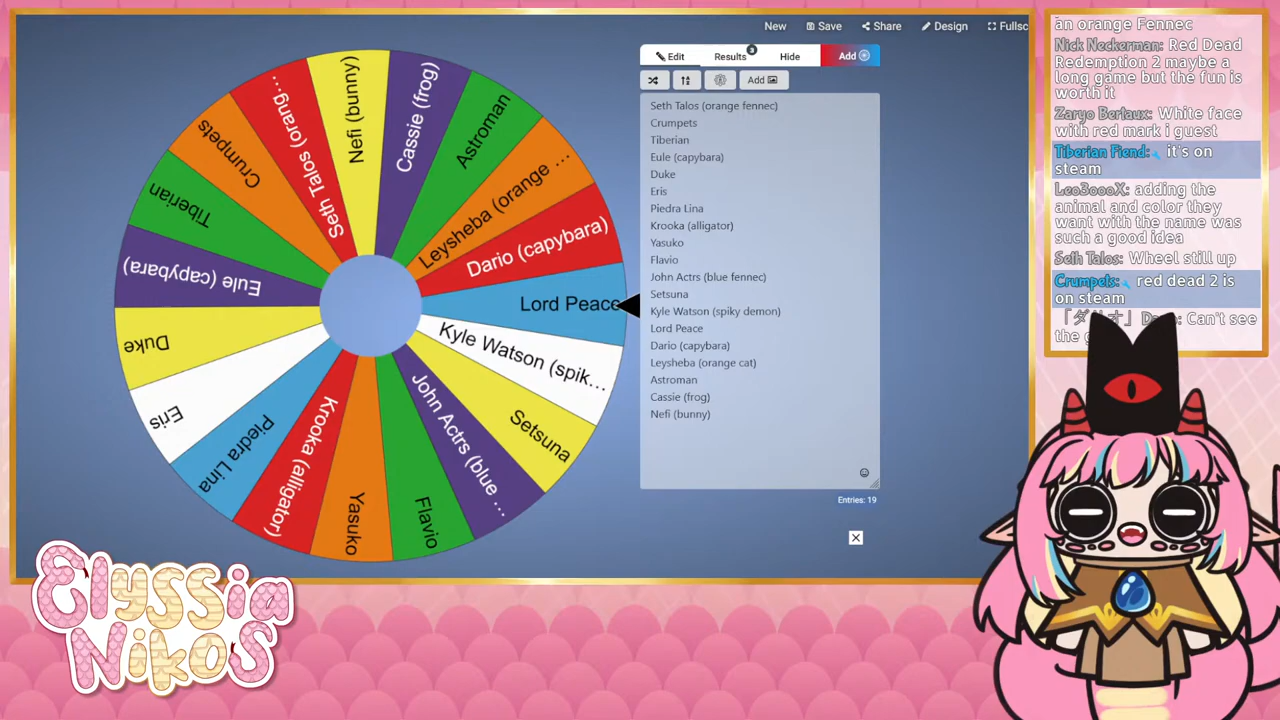 New Save Share Design Fullsc
Edit Results 3 Hide Add
Add
Seth Talos (orange fennec)
Crumpets
Tiberian
Eule (capybara)
Duke
Eris
Piedra Lina
Krooka (alligator)
Yasuko
Flavio
John Actrs (blue fennec)
Setsuna
Kyle Watson (spiky demon)
Lord Peace
Dario (capybara)
Leysheba (orange cat)
Astroman
Cassie (frog)
Nefi (bunny)
Entries: 19
Nefi (bunny)
Cassie (frog)
Astroman
Leysheba (orange ...
Dario (capybara)
Lord Peace
Kyle Watson (spik...
Setsuna
John Actrs (blue ...
Flavio
Yasuko
Krooka (alligator)
Piedra Lina
Eris
Duke
Eule (capybara)
Tiberian
Crumpets
Seth Talos (orang...
an orange Fennec
Nick Neckerman: Red Dead
Redemption 2 maybe a
long game but the fun is
worth it
Zaryo Berlaux: White face
with red mark i guest
Tiberian Fiend: it's on
steam
Leo3oooX: adding the
animal and color they
want with the name was
such a good idea
Seth Talos: Wheel still up
Crumpets: red dead 2 is
on steam
「ダリオ」 Can't see
the
Elyssia
Nikos